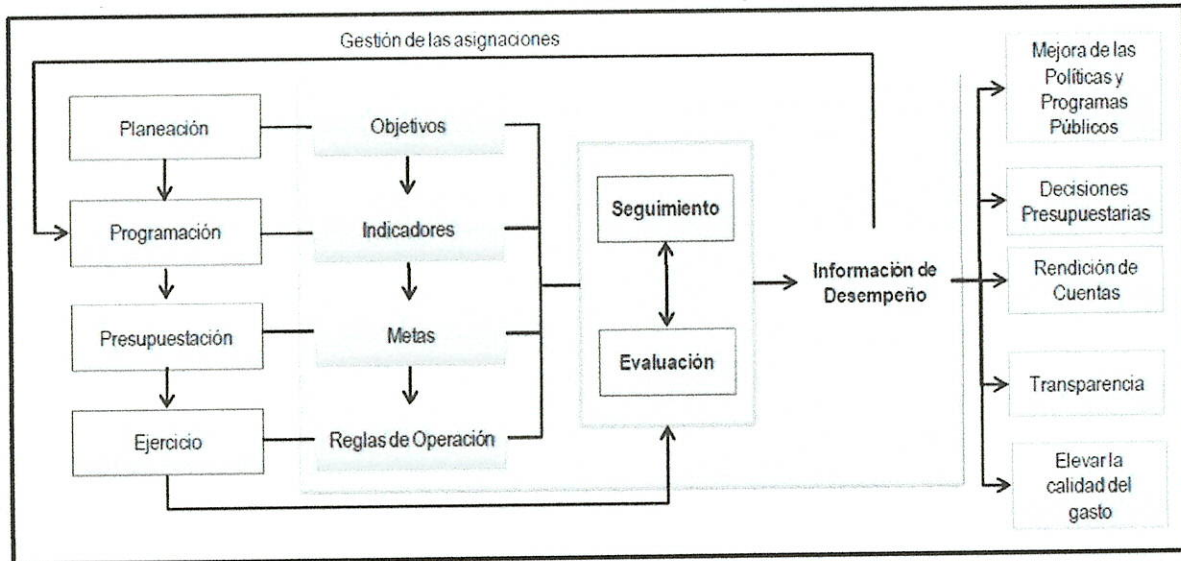 Gestión de las asignaciones
Planeación
Programación
Presupuestación
Ejercicio
Objetivos
Indicadores
Metas
Reglas de Operación
Seguimiento
Evaluación
Información de
Desempeño
Mejora de las
Políticas y
Programas
Públicos
Decisiones
Presupuestarias
Rendición de
Cuentas
Transparencia
Elevar la
calidad del
gasto